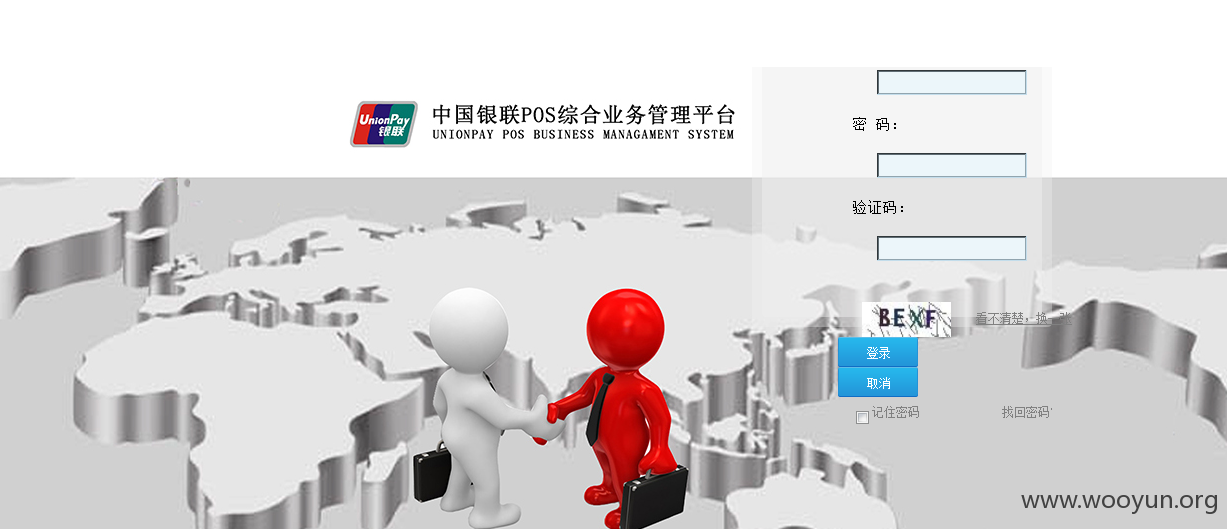 UnionPay
银联
中国银联POS综合业务管理平台
UNIONPAY POS BUSINESS MANAGAMENT SYSTEM
密 码：
验证码：
BEXF
看不清楚，换一张
登录
取消
记住密码
找回密码'
www.wooyun.org